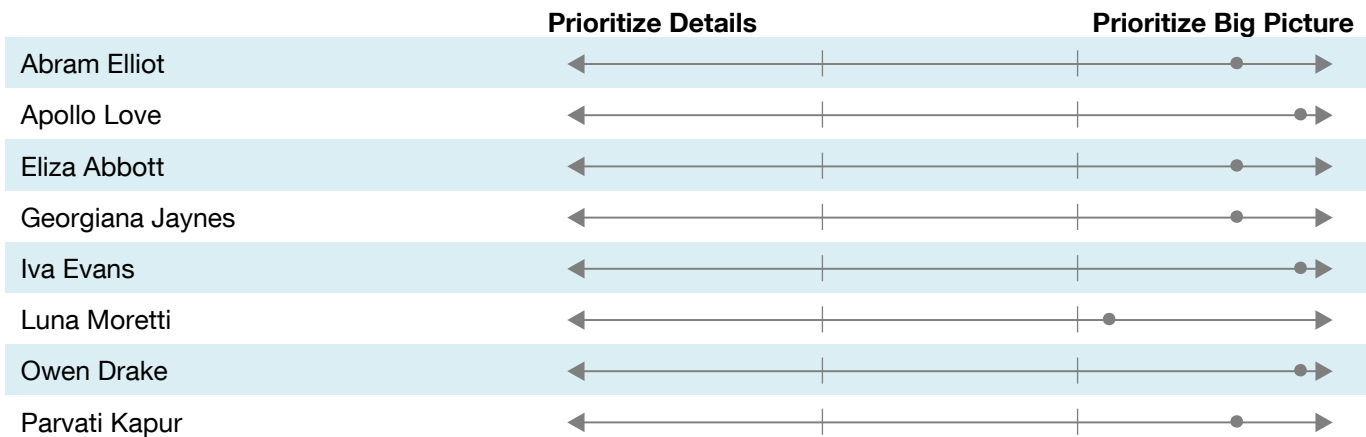 Prioritize Details Prioritize Big Picture
Abram Elliot
Apollo Love
Eliza Abbott
Georgiana Jaynes
Iva Evans
Luna Moretti
Owen Drake
Parvati Kapur